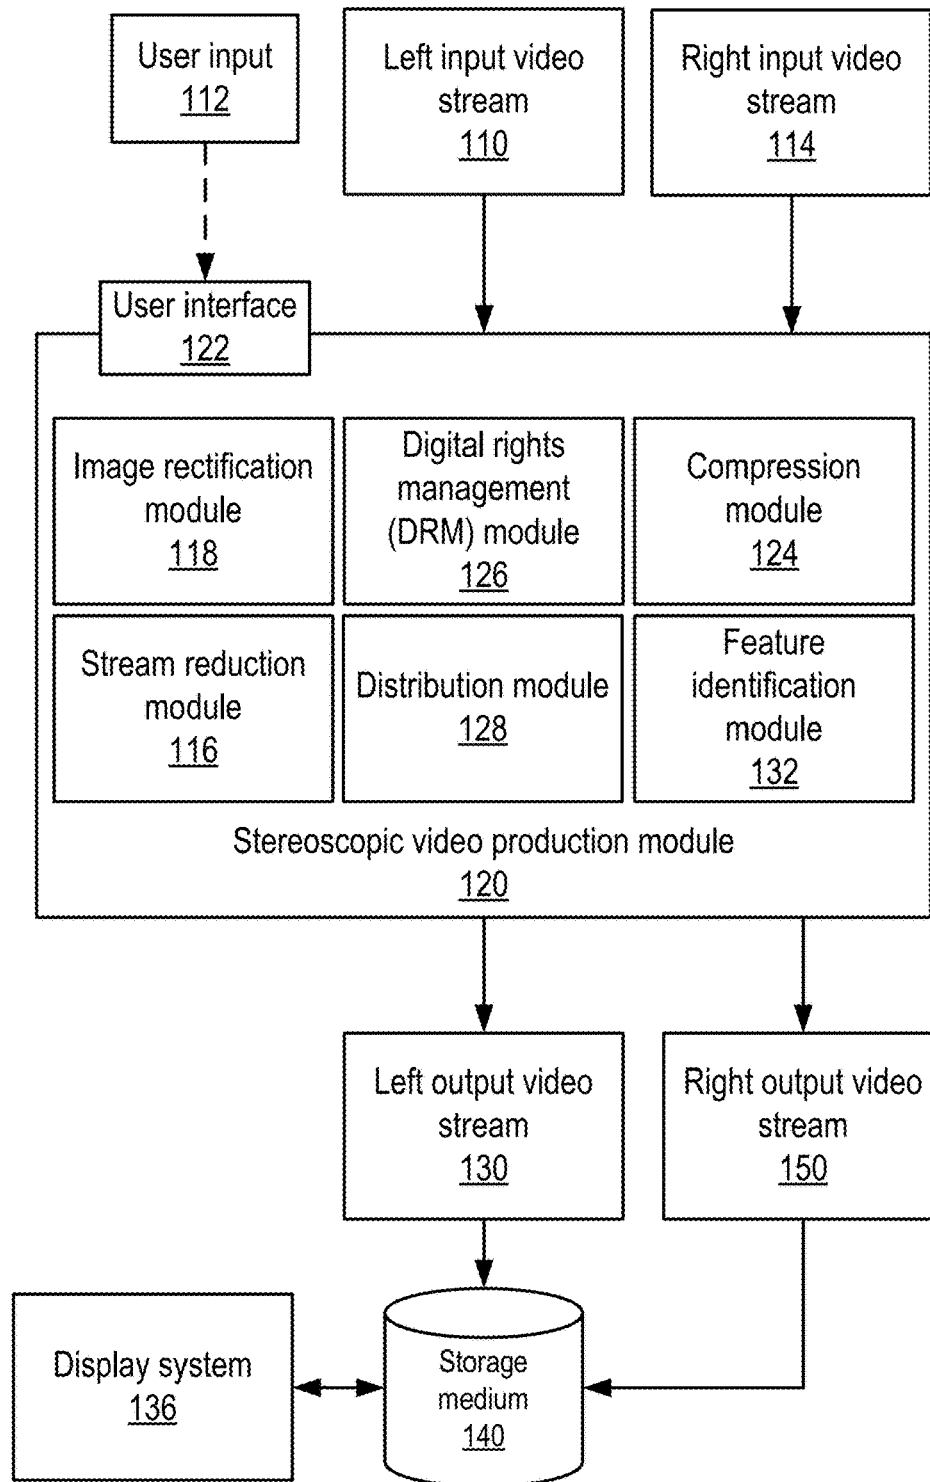 User input
112
Left input video
stream
110
Right input video
stream
114
User interface
122
Image rectification
module
118
Digital rights
management
(DRM) module
126
Compression
module
124
Stream reduction
module
116
Distribution module
128
Feature
identification
module
132
Stereoscopic video production module
120
Left output video
stream
130
Right output video
stream
150
Display system
136
Storage
medium
140